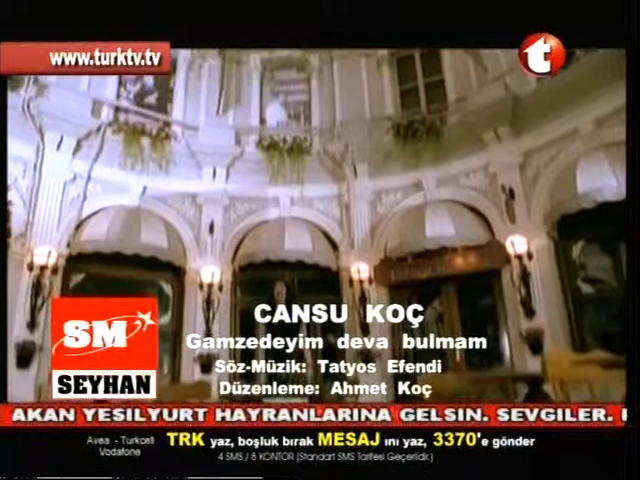 www.turktv.tv
t
CANSU KOÇ
Gamzedeyim deva bulmam
Söz-Müzik: Tatyos Efendi
Düzenleme: Ahmet Koç
SM
SEYHAN
AKAN YESILYURT HAYRANLARINA GELSIN. SEVGILER.
Avea - Turkcell
Vodafone
TRK yaz, boşluk bırak MESAJ ını yaz, 3370'e gönder
4 SMS / 8 KONTÖR (Standart SMS Tarifesi Geçerlidir.)